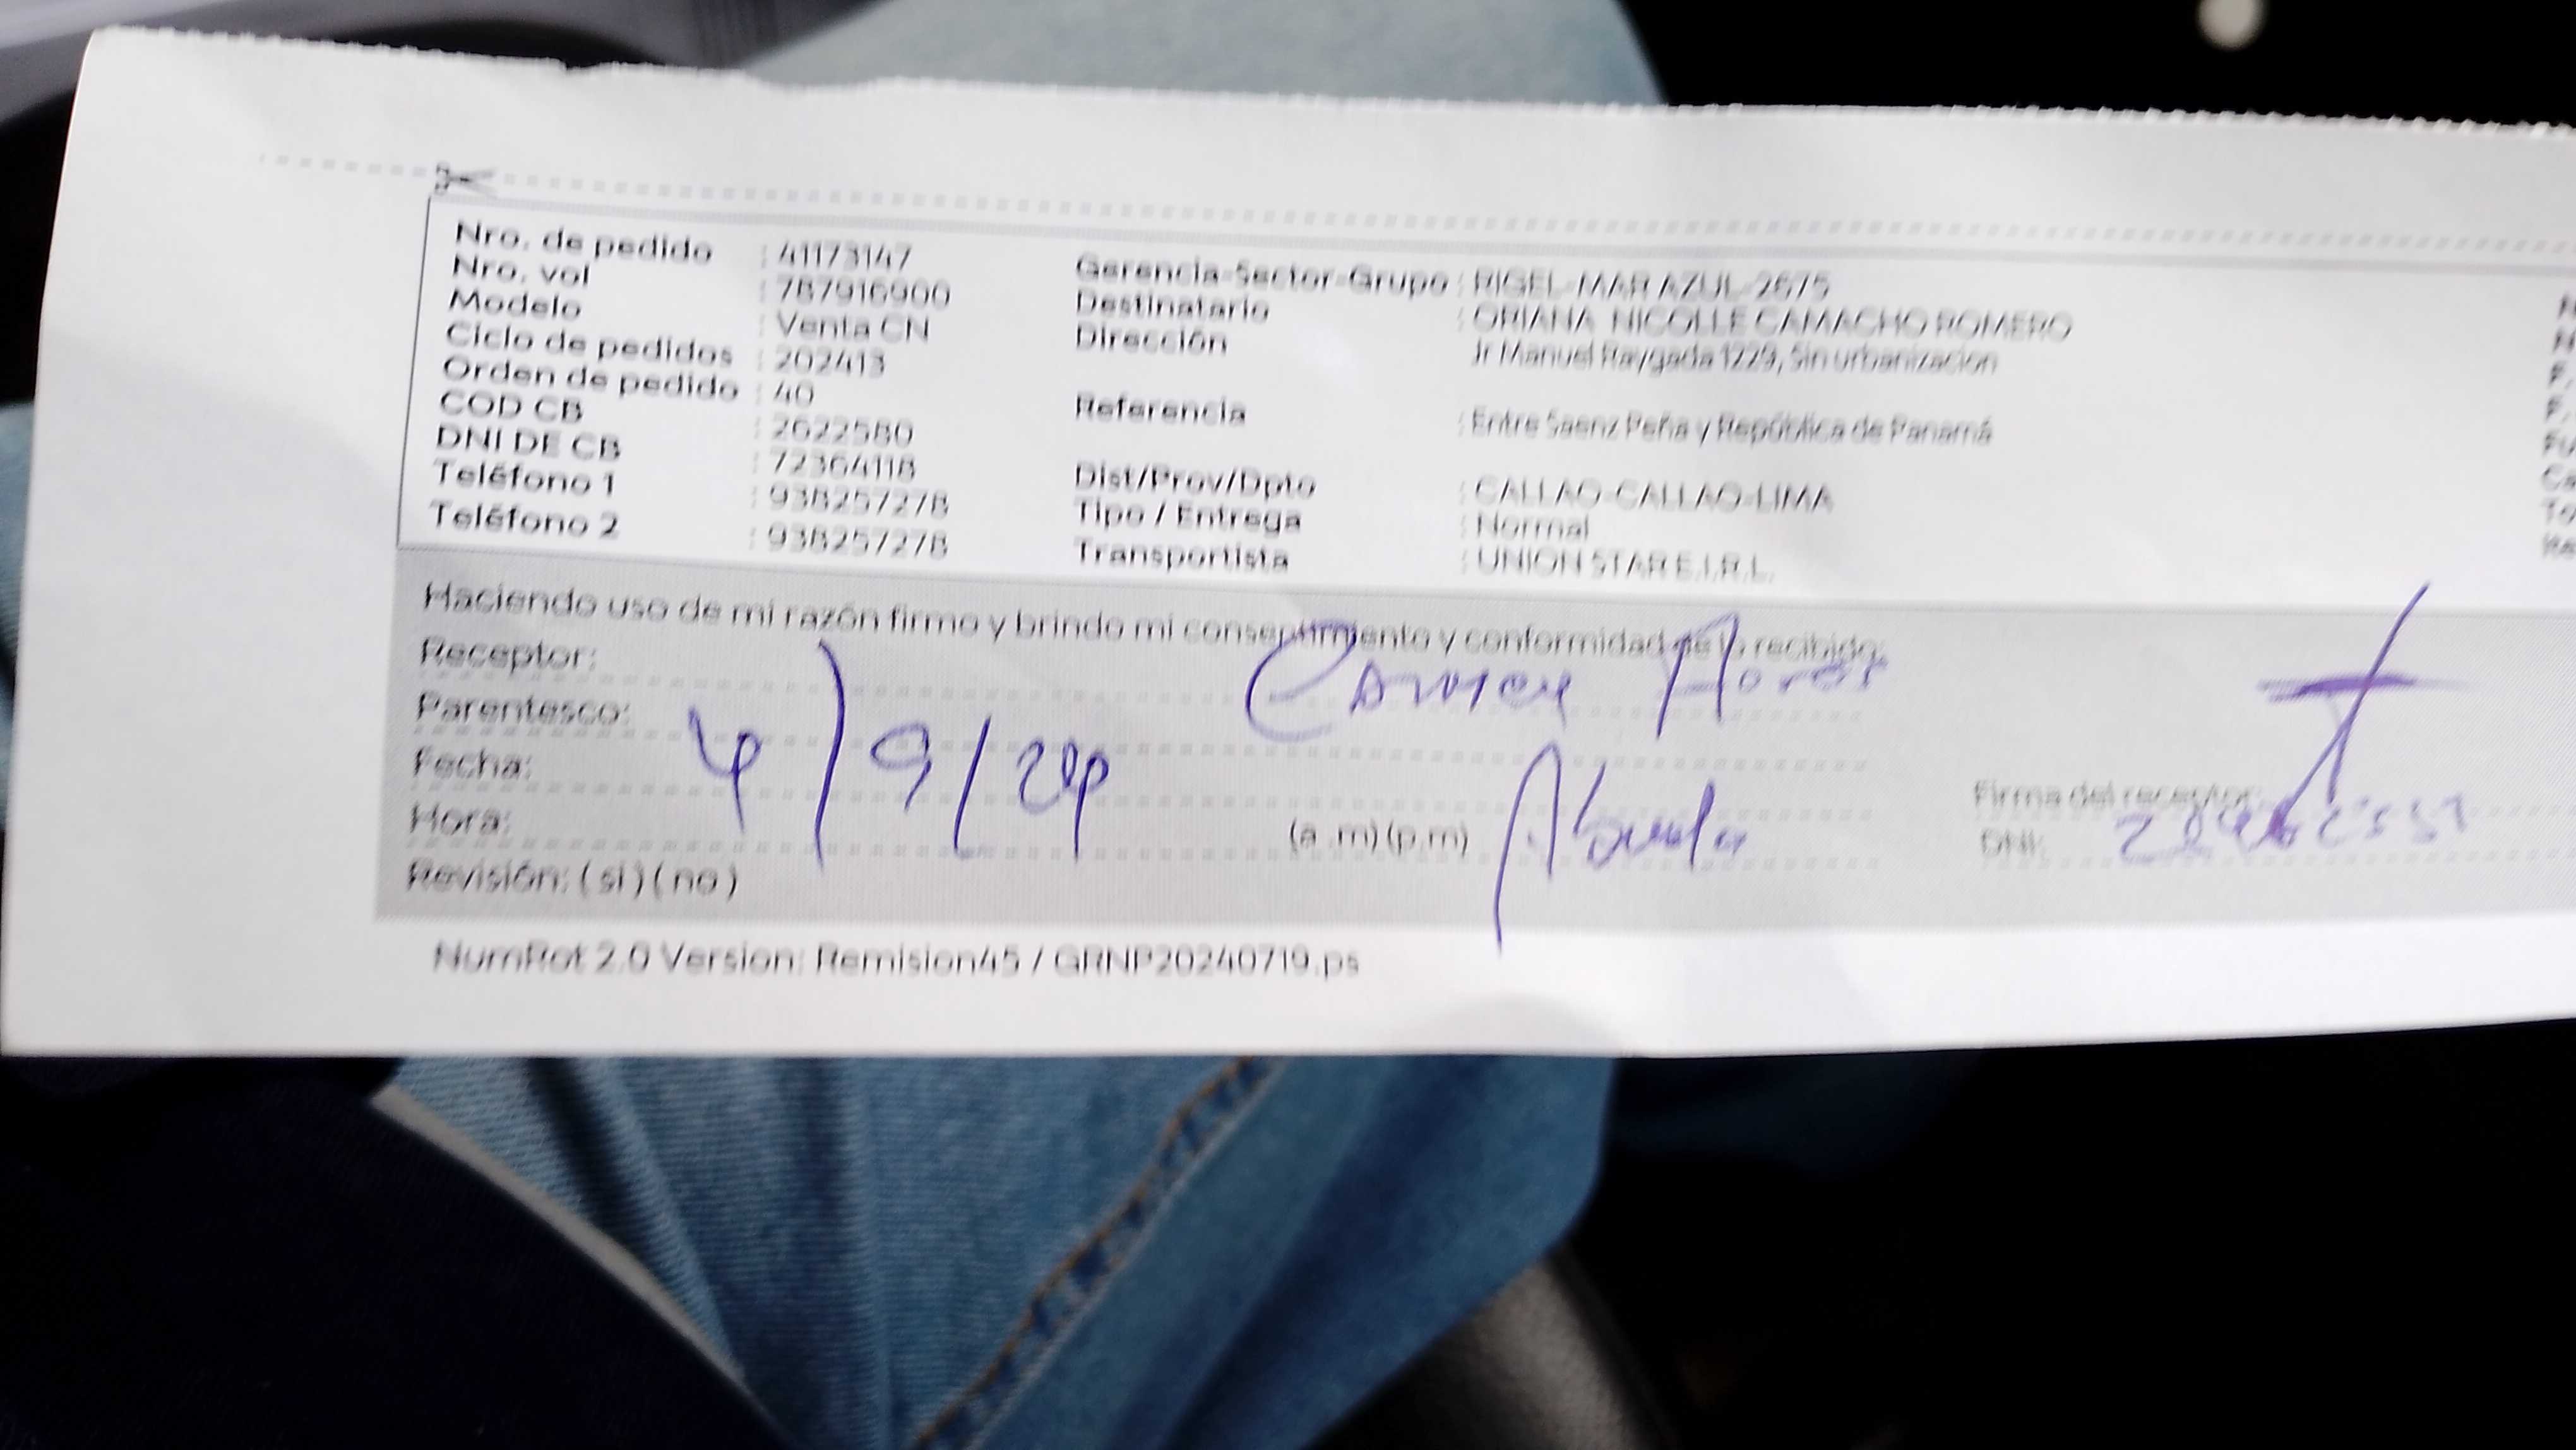 Nro. de pedido : 41173147
Nro. vol : 787916900
Modelo : Venta CN
Ciclo de pedidos : 202413
Orden de pedido : 40
COD CB : 2622580
DNI DE CB : 72364118
Teléfono 1 : 938257278
Teléfono 2 : 938257278
Gerencia-Sector-Grupo : RIGEL-MAR AZUL-2675
Destinatario : ORIANA NICOLLE CAMACHO ROMERO
Dirección : Jr Manuel Raygada 1229, Sin urbanizacion
Referencia : Entre Saenz Peña y República de Panamá
Dist/Prov/Dpto : CALLAO-CALLAO-LIMA
Tipo / Entrega : Normal
Transportista : UNION STAR E.I.R.L.
Haciendo uso de mi razón firmo y brindo mi consentimiento y conformidad de lo recibido:
Receptor: Carmen
Parentesco: Abuela
Fecha: 4/9/24
Hora: (a .m) (p.m)
Revisión: ( si ) ( no )
Firma del receptor:
DNI:
NumRot 2.0 Version: Remision45 / GRNP20240719.ps